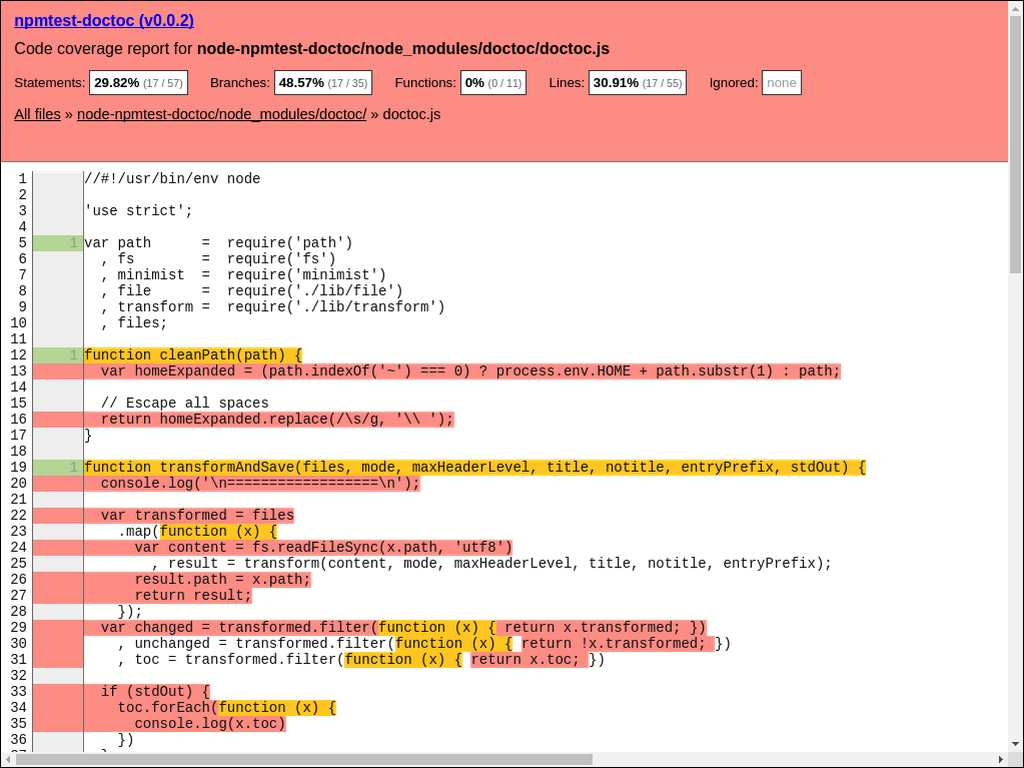 npmtest-doctoc (v0.0.2)
Code coverage report for node-npmtest-doctoc/node_modules/doctoc/doctoc.js
Statements: 29.82% (17 / 57) Branches: 48.57% (17 / 35) Functions: 0% (0 / 11) Lines: 30.91% (17 / 55) Ignored: none
All files » node-npmtest-doctoc/node_modules/doctoc/ » doctoc.js
1 //#!/usr/bin/env node
2
3 'use strict';
4
5 1 var path      =  require('path')
6   , fs        =  require('fs')
7   , minimist  =  require('minimist')
8   , file      =  require('./lib/file')
9   , transform =  require('./lib/transform')
10   , files;
11
12 1 function cleanPath(path) {
13   var homeExpanded = (path.indexOf('~') === 0) ? process.env.HOME + path.substr(1) : path;
14
15   // Escape all spaces
16   return homeExpanded.replace(/\s/g, '\\ ');
17 }
18
19 1 function transformAndSave(files, mode, maxHeaderLevel, title, notitle, entryPrefix, stdOut) {
20   console.log('\n==================\n');
21
22   var transformed = files
23     .map(function (x) {
24       var content = fs.readFileSync(x.path, 'utf8')
25         , result = transform(content, mode, maxHeaderLevel, title, notitle, entryPrefix);
26       result.path = x.path;
27       return result;
28     });
29   var changed = transformed.filter(function (x) { return x.transformed; })
30     , unchanged = transformed.filter(function (x) { return !x.transformed; })
31     , toc = transformed.filter(function (x) { return x.toc; })
32
33   if (stdOut) {
34     toc.forEach(function (x) {
35       console.log(x.toc)
36     })